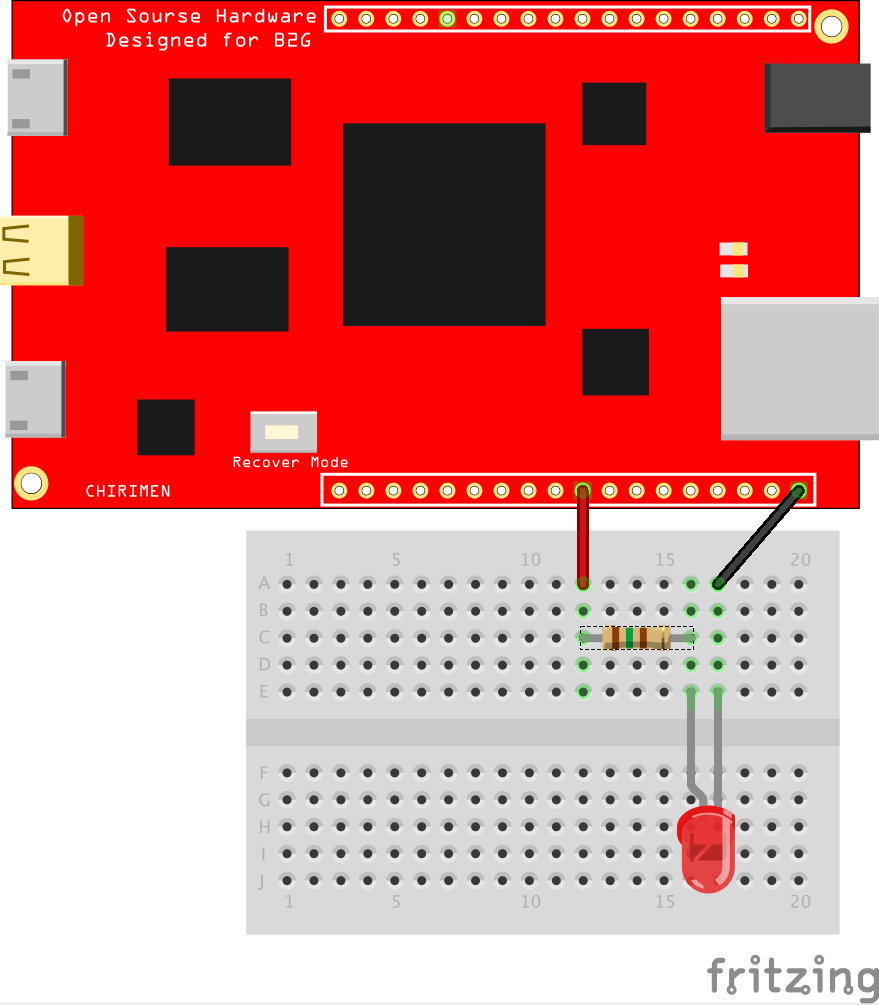 Open Sourse Hardware
Designed for B2G
Recover Mode
CHIRIMEN
1 5 10 15 20
A
B
C
D
E
F
G
H
I
J
1 5 10 15 20
fritzing